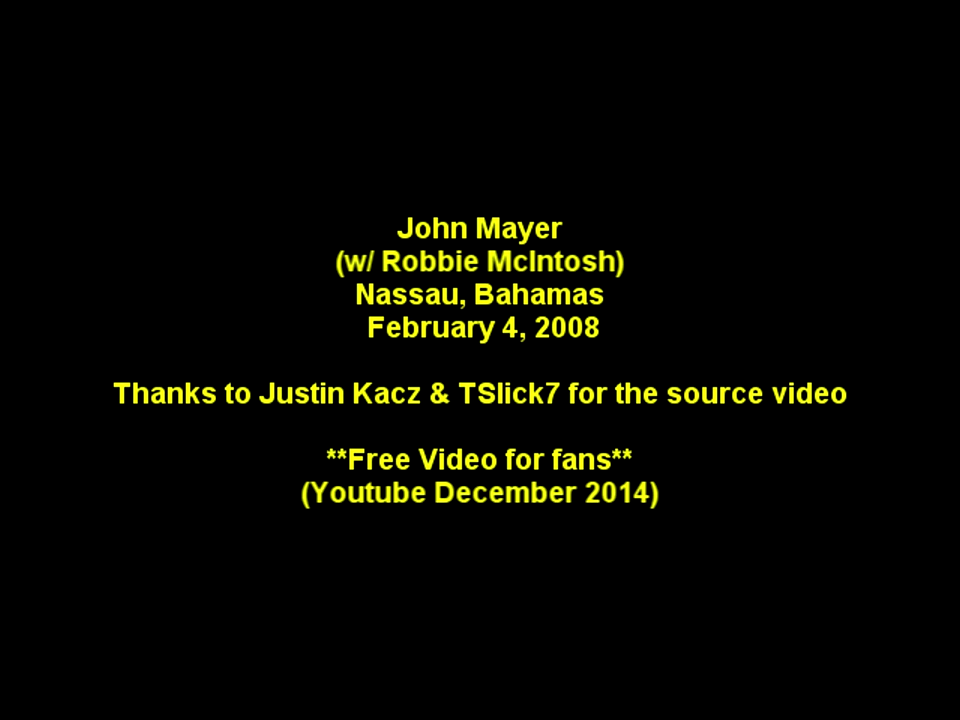 John Mayer
(w/ Robbie McIntosh)
Nassau, Bahamas
February 4, 2008
Thanks to Justin Kacz & TSlick7 for the source video
**Free Video for fans**
(Youtube December 2014)